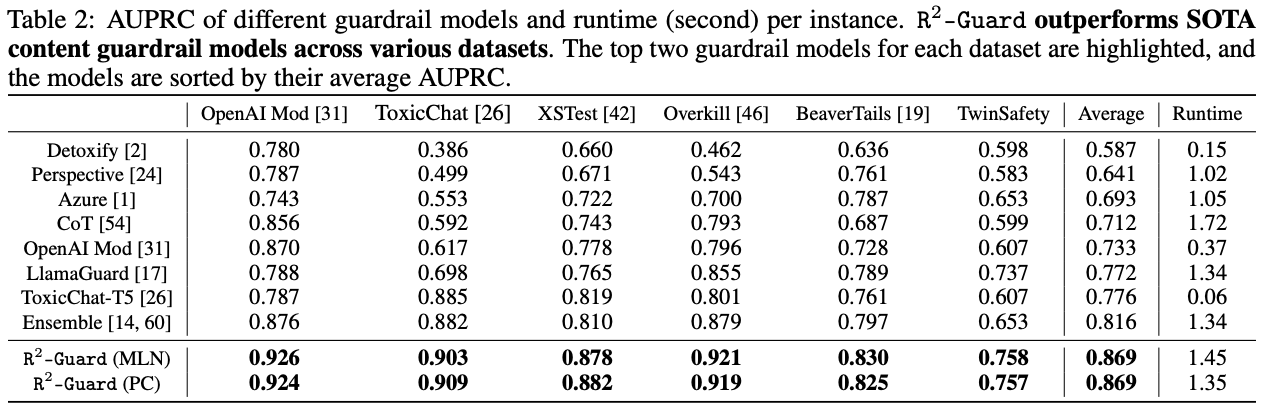 Table 2: AUPRC of different guardrail models and runtime (second) per instance. R²-Guard outperforms SOTA
content guardrail models across various datasets. The top two guardrail models for each dataset are highlighted, and
the models are sorted by their average AUPRC.
OpenAI Mod [31] ToxicChat [26] XSTest [42] Overkill [46] BeaverTails [19] TwinSafety Average Runtime
Detoxify [2] 0.780 0.386 0.660 0.462 0.636 0.598 0.587 0.15
Perspective [24] 0.787 0.499 0.671 0.543 0.761 0.583 0.641 1.02
Azure [1] 0.743 0.553 0.722 0.700 0.787 0.653 0.693 1.05
CoT [54] 0.856 0.592 0.743 0.793 0.687 0.599 0.712 1.72
OpenAI Mod [31] 0.870 0.617 0.778 0.796 0.728 0.607 0.733 0.37
LlamaGuard [17] 0.788 0.698 0.765 0.855 0.789 0.737 0.772 1.34
ToxicChat-T5 [26] 0.787 0.885 0.819 0.801 0.761 0.607 0.776 0.06
Ensemble [14, 60] 0.876 0.882 0.810 0.879 0.797 0.653 0.816 1.34
R²-Guard (MLN) 0.926 0.903 0.878 0.921 0.830 0.758 0.869 1.45
R²-Guard (PC) 0.924 0.909 0.882 0.919 0.825 0.757 0.869 1.35